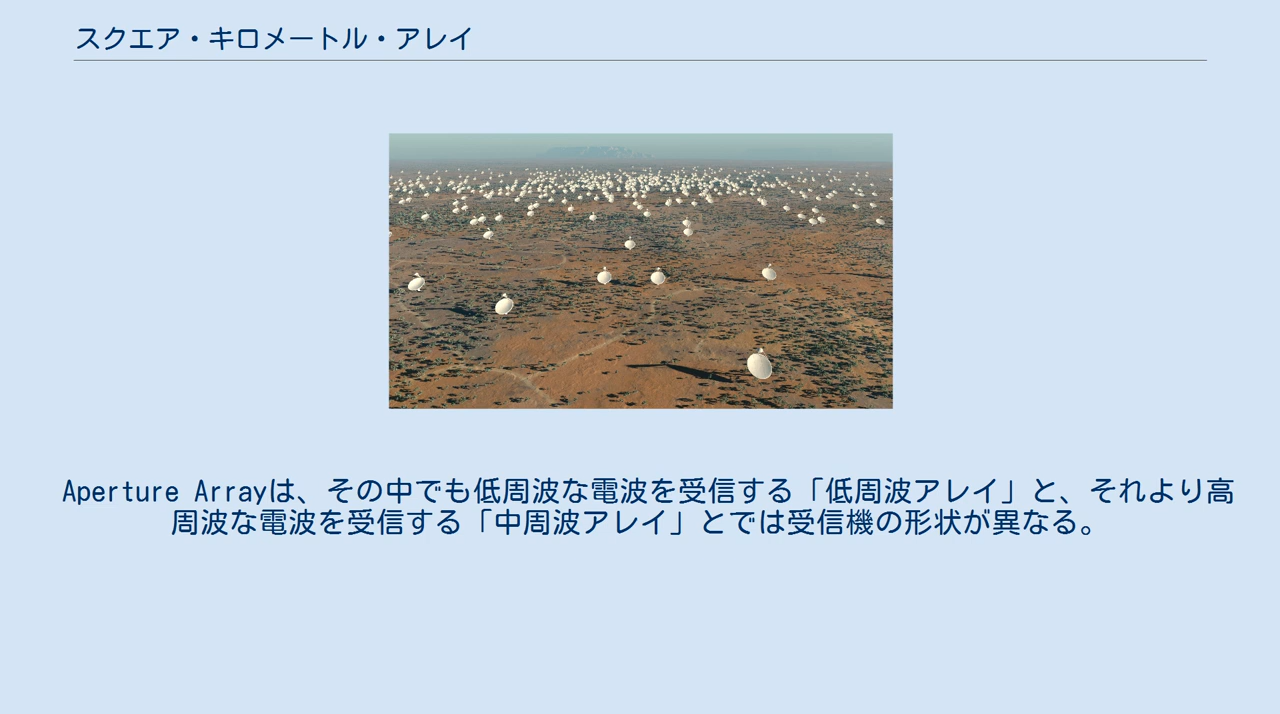 スクエア・キロメートル・アレイ
Aperture Arrayは、その中でも低周波な電波を受信する「低周波アレイ」と、それより高
周波な電波を受信する「中周波アレイ」とでは受信機の形状が異なる。